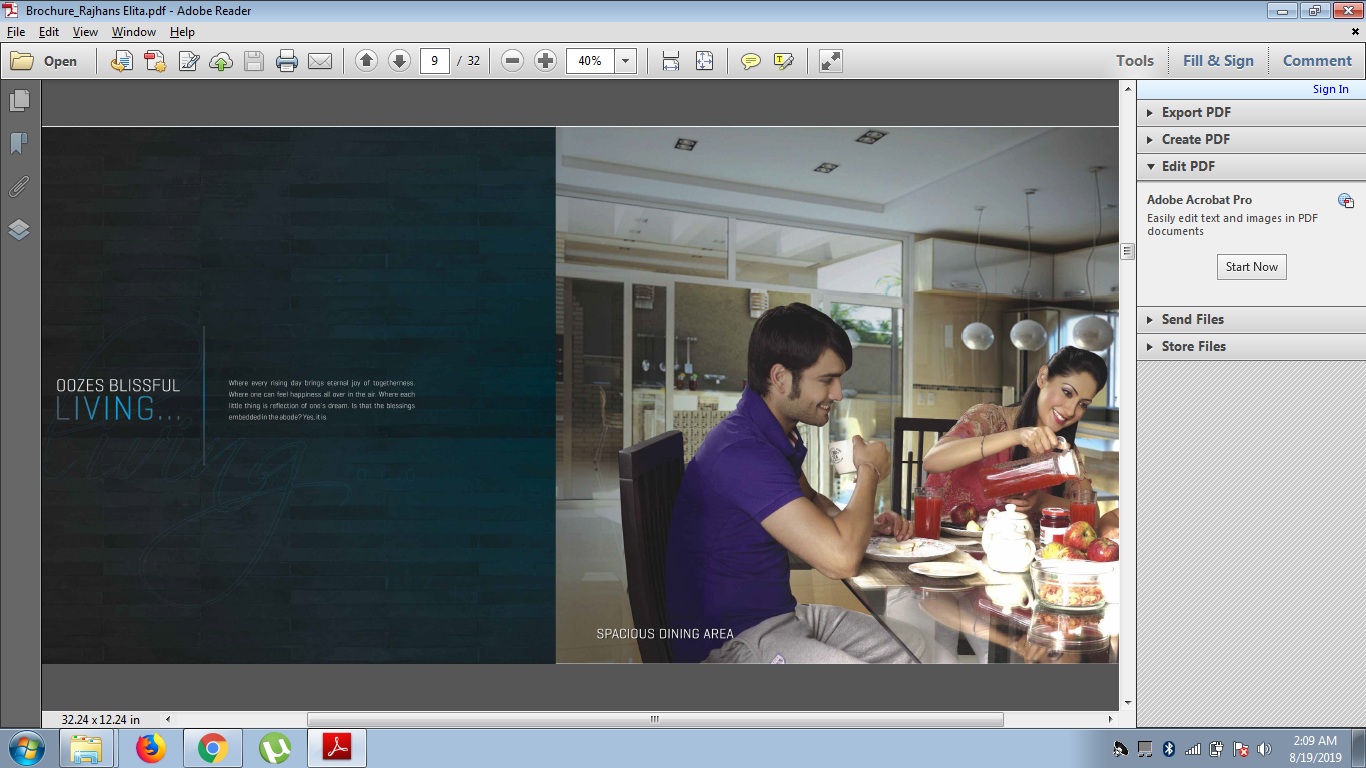 Brochure_Rajhans Elita.pdf - Adobe Reader
File Edit View Window Help
Open 9 / 32 40% Tools Fill & Sign Comment
Sign In
Export PDF
Create PDF
Edit PDF
Adobe Acrobat Pro
Easily edit text and images in PDF
documents
Start Now
Send Files
Store Files
OOZES BLISSFUL
LIVING...
Where every rising day brings eternal joy of togetherness.
Where one can feel happiness all over in the air. Where each
little thing is reflection of one's dream. Is that the blessings
embedded in the abode? Yes, it is.
Living
SPACIOUS DINING AREA
32.24 x 12.24 in
2:09 AM
8/19/2019